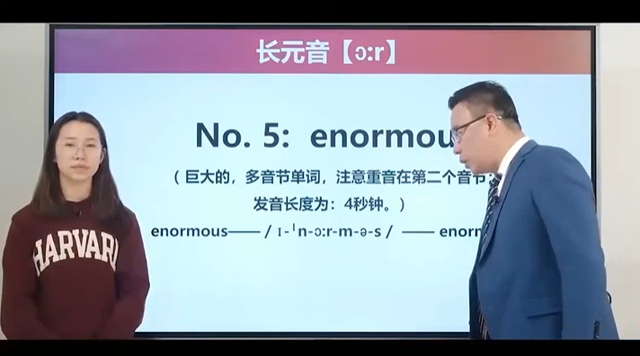 长元音【ɔ:r】
No. 5: enormou
（巨大的，多音节单词，注意重音在第二个音节，
发音长度为：4秒钟。）
enormous—— / ɪ-ˈn-ɔ:r-m-ə-s / —— enorm
HARVARD